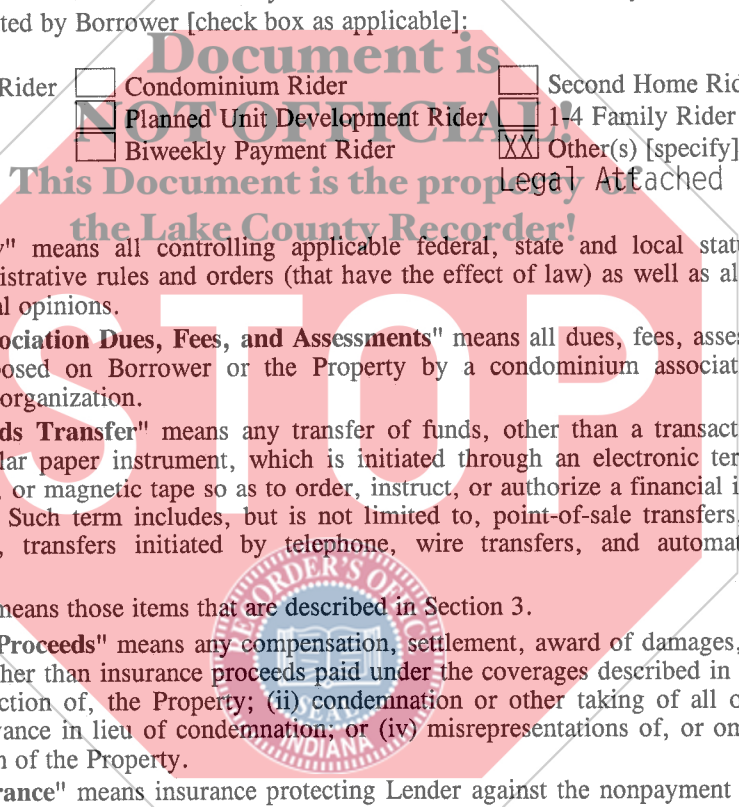 ted by Borrower [check box as applicable]:
Document is
Rider Condominium Rider Second Home Rid
NOT OFFICIAL!
Planned Unit Development Rider 1-4 Family Rider
Biweekly Payment Rider XX Other(s) [specify]
This Document is the property of
Legal Attached
the Lake County Recorder!
" means all controlling applicable federal, state and local stat
istrative rules and orders (that have the effect of law) as well as al
l opinions.
ociation Dues, Fees, and Assessments" means all dues, fees, asse
osed on Borrower or the Property by a condominium associat
organization.
ds Transfer" means any transfer of funds, other than a transact
lar paper instrument, which is initiated through an electronic ter
, or magnetic tape so as to order, instruct, or authorize a financial i
Such term includes, but is not limited to, point-of-sale transfers,
, transfers initiated by telephone, wire transfers, and automat
STOP
means those items that are described in Section 3.
Proceeds" means any compensation, settlement, award of damages,
her than insurance proceeds paid under the coverages described in
ction of, the Property; (ii) condemnation or other taking of all o
yance in lieu of condemnation; or (iv) misrepresentations of, or om
n of the Property.
RECORDER'S OFFICE
SEAL
INDIANA
rance" means insurance protecting Lender against the nonpayment